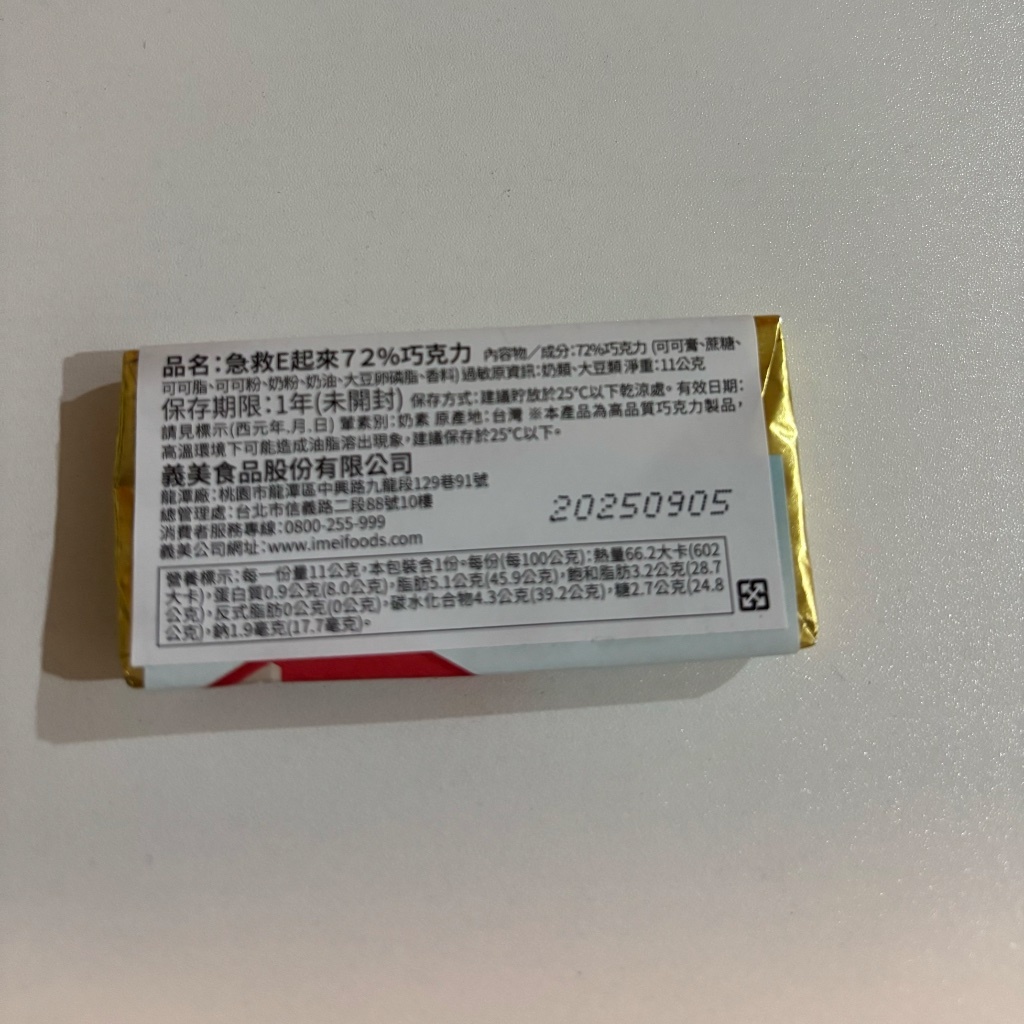 品名：急救E起來７２%巧克力 內容物／成分：72%巧克力 (可可膏、蔗糖、
可可脂、可可粉、奶粉、奶油、大豆卵磷脂、香料) 過敏原資訊：奶類、大豆類 淨重：11公克
保存期限：1年(未開封) 保存方式：建議貯放於25℃以下乾涼處。有效日期：
請見標示(西元年.月.日) 葷素別：奶素 原產地：台灣 ※本產品為高品質巧克力製品，
高溫環境下可能造成油脂溶出現象，建議保存於25℃以下。
義美食品股份有限公司
龍潭廠：桃園市龍潭區中興路九龍段129巷91號
總管理處：台北市信義路二段88號10樓
消費者服務專線：0800-255-999
義美公司網址：www.imeifoods.com
20250905
營養標示：每一份量11公克，本包裝含1份。每份(每100公克)：熱量66.2大卡(602
大卡)，蛋白質0.9公克(8.0公克)，脂肪5.1公克(45.9公克)，飽和脂肪3.2公克(28.7
公克)，反式脂肪0公克(0公克)，碳水化合物4.3公克(39.2公克)，糖2.7公克(24.8
公克)，鈉1.9毫克(17.7毫克)。